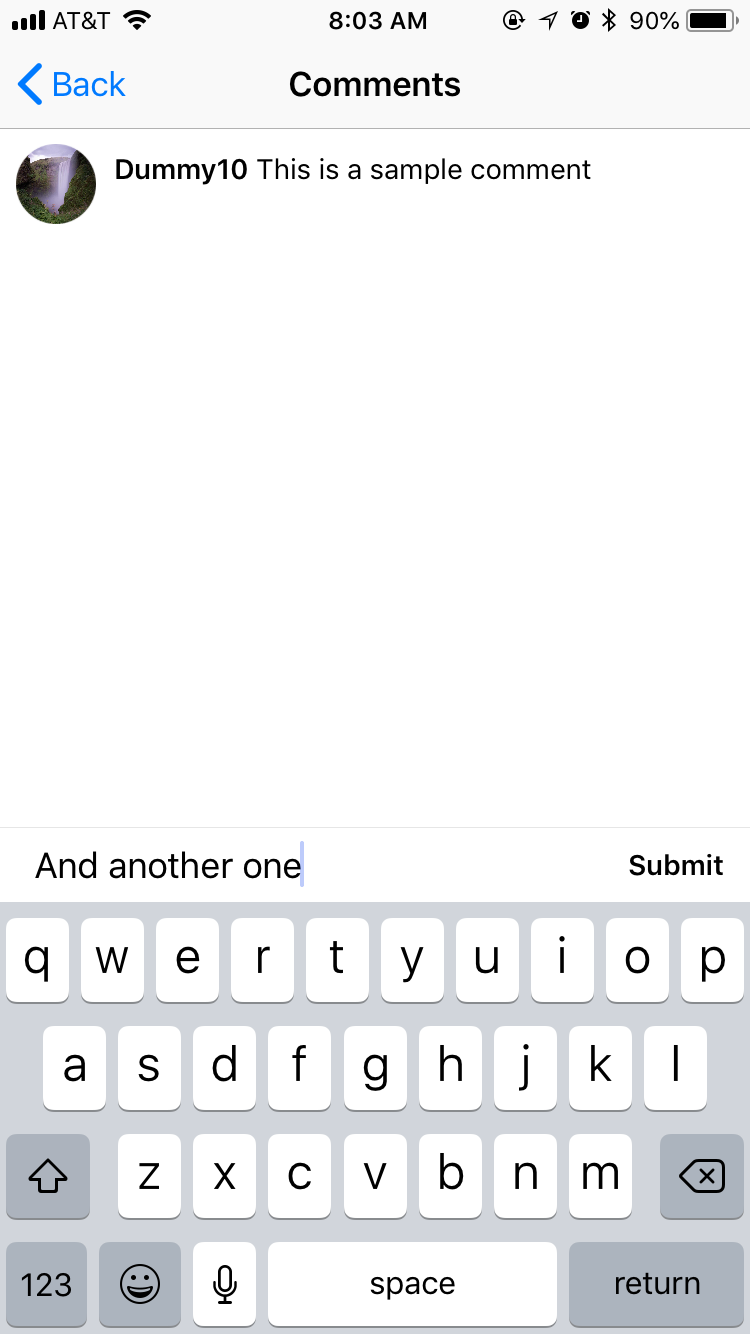 AT&T 8:03 AM 90%
Back Comments
Dummy10 This is a sample comment
And another one Submit
q w e r t y u i o p
a s d f g h j k l
z x c v b n m
123 space return